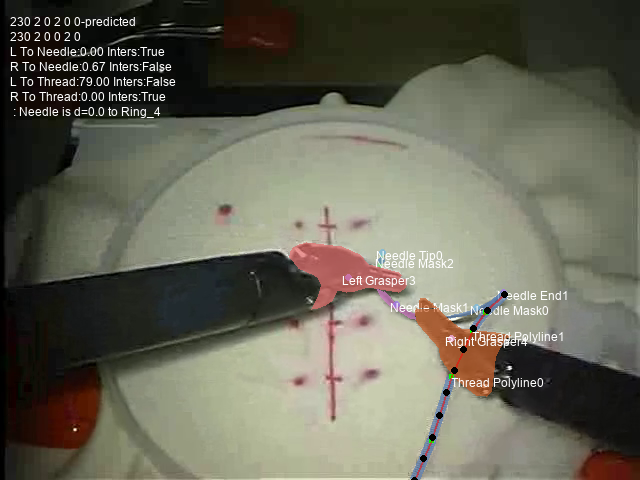 230 2 0 2 0 0-predicted
230 2 0 0 2 0
L To Needle:0.00 Inters:True
R To Needle:0.67 Inters:False
L To Thread:79.00 Inters:False
R To Thread:0.00 Inters:True
: Needle is d=0.0 to Ring_4
Needle Tip0
Needle Mask2
Left Grasper3
Needle End1
Needle Mask1
Needle Mask0
Thread Polyline1
Right Grasper4
Thread Polyline0